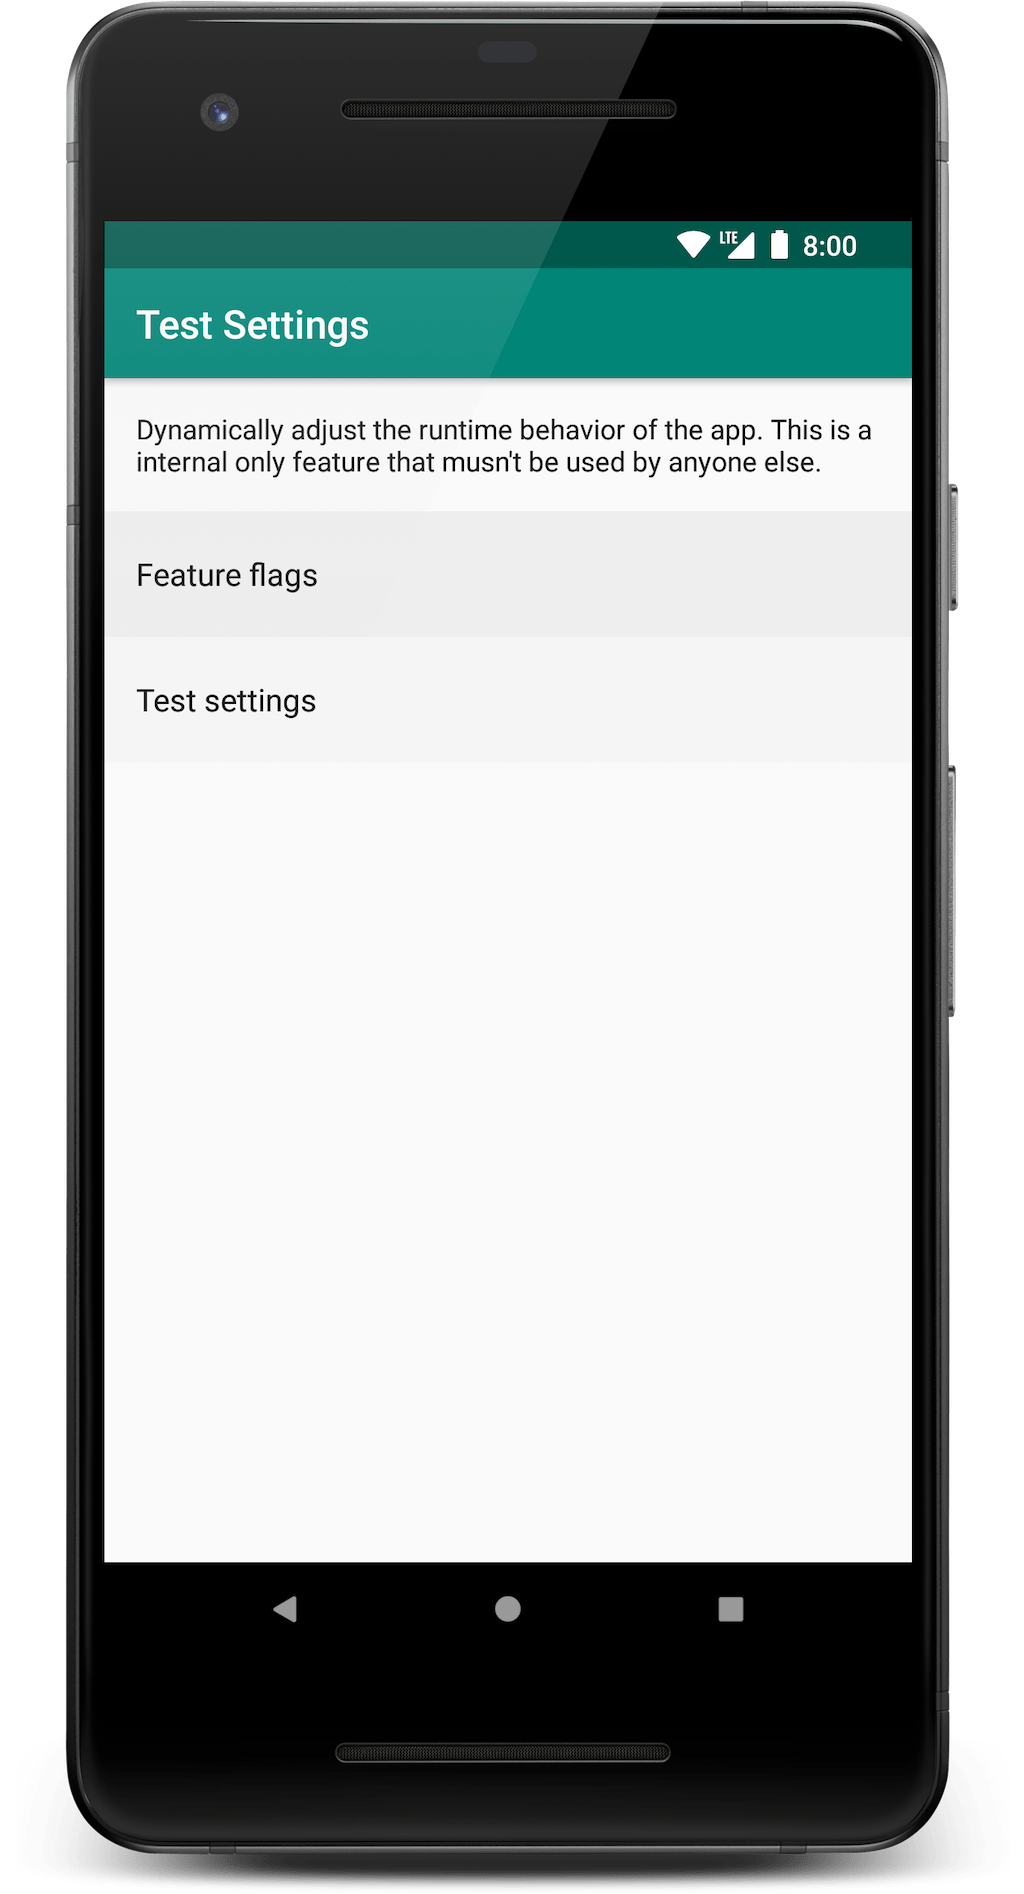 LTE 8:00
Test Settings
Dynamically adjust the runtime behavior of the app. This is a
internal only feature that musn't be used by anyone else.
Feature flags
Test settings